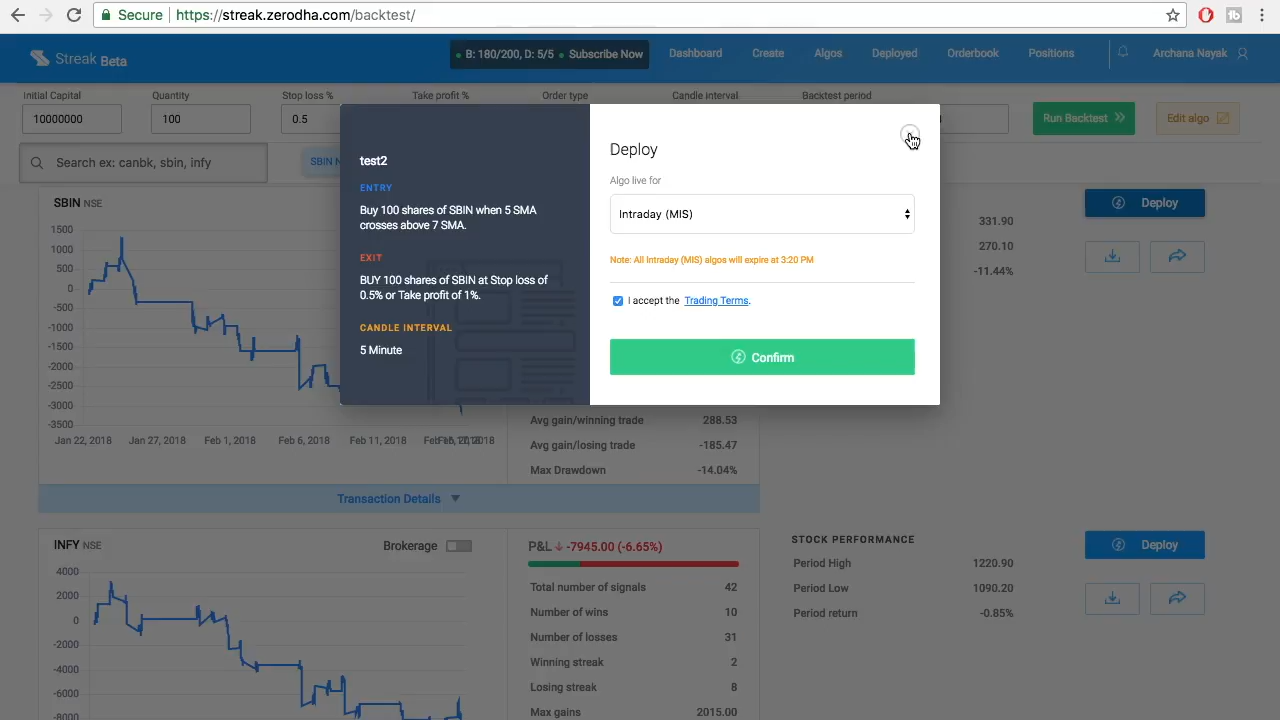 Secure | https://streak.zerodha.com/backtest/
Streak Beta
B: 180/200, D: 5/5 • Subscribe Now
Dashboard
Create
Algos
Deployed
Orderbook
Positions
Archana Nayak
Initial Capital
Quantity
Stop loss %
Take profit %
Order type
Candle interval
Backtest period
10000000
100
0.5
Run Backtest
Edit algo
Search ex: canbk, sbin, infy
SBIN N
test2
ENTRY
Buy 100 shares of SBIN when 5 SMA
crosses above 7 SMA.
EXIT
BUY 100 shares of SBIN at Stop loss of
0.5% or Take profit of 1%.
CANDLE INTERVAL
5 Minute
Deploy
Algo live for
Intraday (MIS)
Note: All Intraday (MIS) algos will expire at 3:20 PM
I accept the Trading Terms.
Confirm
SBIN NSE
1500
1000
500
0
-500
-1000
-1500
-2000
-2500
-3000
-3500
Jan 22, 2018
Jan 27, 2018
Feb 1, 2018
Feb 6, 2018
Feb 11, 2018
331.90
270.10
-11.44%
Deploy
Avg gain/winning trade 288.53
Avg gain/losing trade -185.47
Max Drawdown -14.04%
Transaction Details
INFY NSE
Brokerage
4000
2000
0
-2000
-4000
-6000
-8000
P&L -7945.00 (-6.65%)
Total number of signals 42
Number of wins 10
Number of losses 31
Winning streak 2
Losing streak 8
Max gains 2015.00
STOCK PERFORMANCE
Period High 1220.90
Period Low 1090.20
Period return -0.85%
Deploy